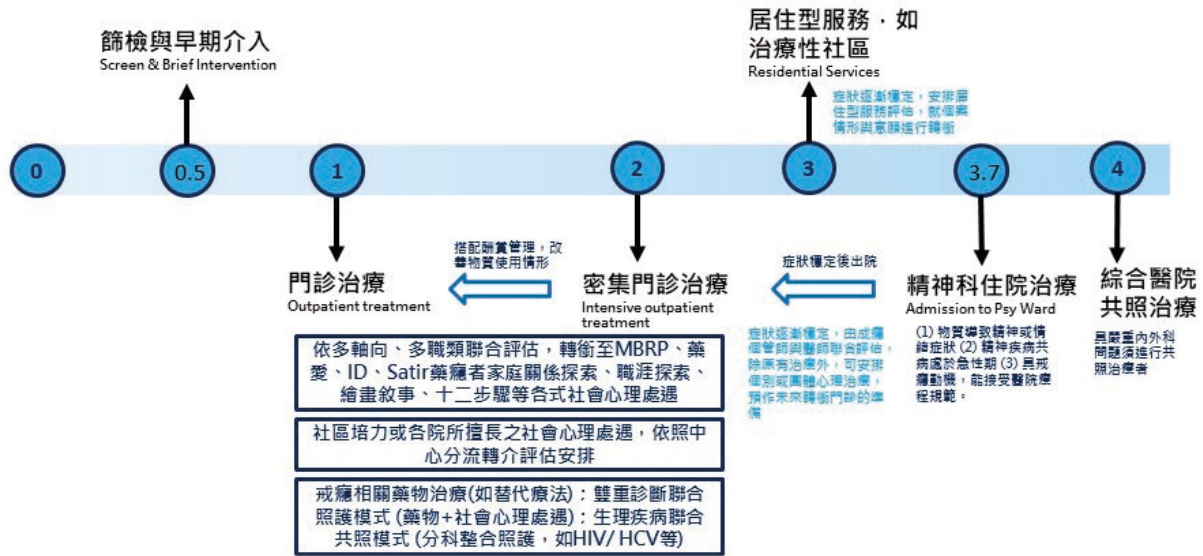 篩檢與早期介入
Screen & Brief Intervention
居住型服務．如
治療性社區
Residential Services
症狀逐漸穩定，安排居
住型服務評估，就個案
情形與意願進行轉銜
0
0.5
1
2
3
3.7
4
搭配酬賞管理，改
善物質使用情形
症狀穩定後出院
門診治療
Outpatient treatment
密集門診治療
Intensive outpatient
treatment
精神科住院治療
Admission to Psy Ward
綜合醫院
共照治療
(1) 物質導致精神或情
緒症狀 (2) 精神疾病共
病處於急性期 (3) 具戒
癮動機，能接受醫院療
程規範。
具嚴重內外科
問題須進行共
照治療者
症狀逐漸穩定，由成癮
個管師與醫師聯合評估，
除原有治療外，可安排
個別或團體心理治療，
預作未來轉銜門診的準
備
依多軸向、多職類聯合評估，轉銜至MBRP、藥
愛、ID、Satir藥癮者家庭關係探索、職涯探索、
繪畫敘事、十二步驟等各式社會心理處遇
社區培力或各院所擅長之社會心理處遇，依照中
心分流轉介評估安排
戒癮相關藥物治療(如替代療法)：雙重診斷聯合
照護模式 (藥物+社會心理處遇)：生理疾病聯合
共照模式 (分科整合照護，如HIV/ HCV等)